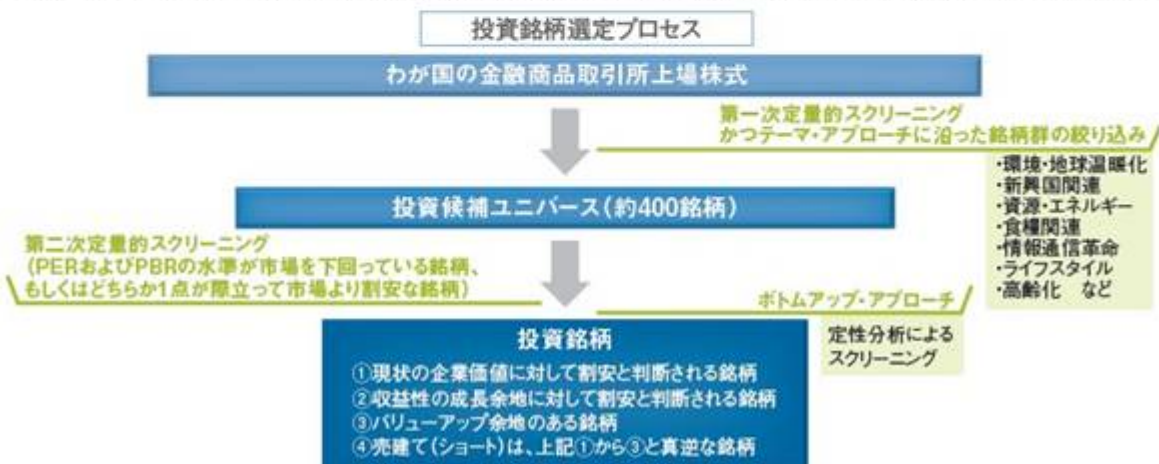 投資銘柄選定プロセス
わが国の金融商品取引所上場株式
第一次定量的スクリーニング
かつテーマ・アプローチに沿った銘柄群の絞り込み
・環境・地球温暖化
・新興国関連
・資源・エネルギー
・食糧関連
・情報通信革命
・ライフスタイル
・高齢化 など
投資候補ユニバース(約400銘柄)
第二次定量的スクリーニング
(PERおよびPBRの水準が市場を下回っている銘柄、
もしくはどちらか1点が際立って市場より割安な銘柄)
ボトムアップ・アプローチ
定性分析による
スクリーニング
投資銘柄
①現状の企業価値に対して割安と判断される銘柄
②収益性の成長余地に対して割安と判断される銘柄
③バリューアップ余地のある銘柄
④売建て(ショート)は、上記①から③と真逆な銘柄